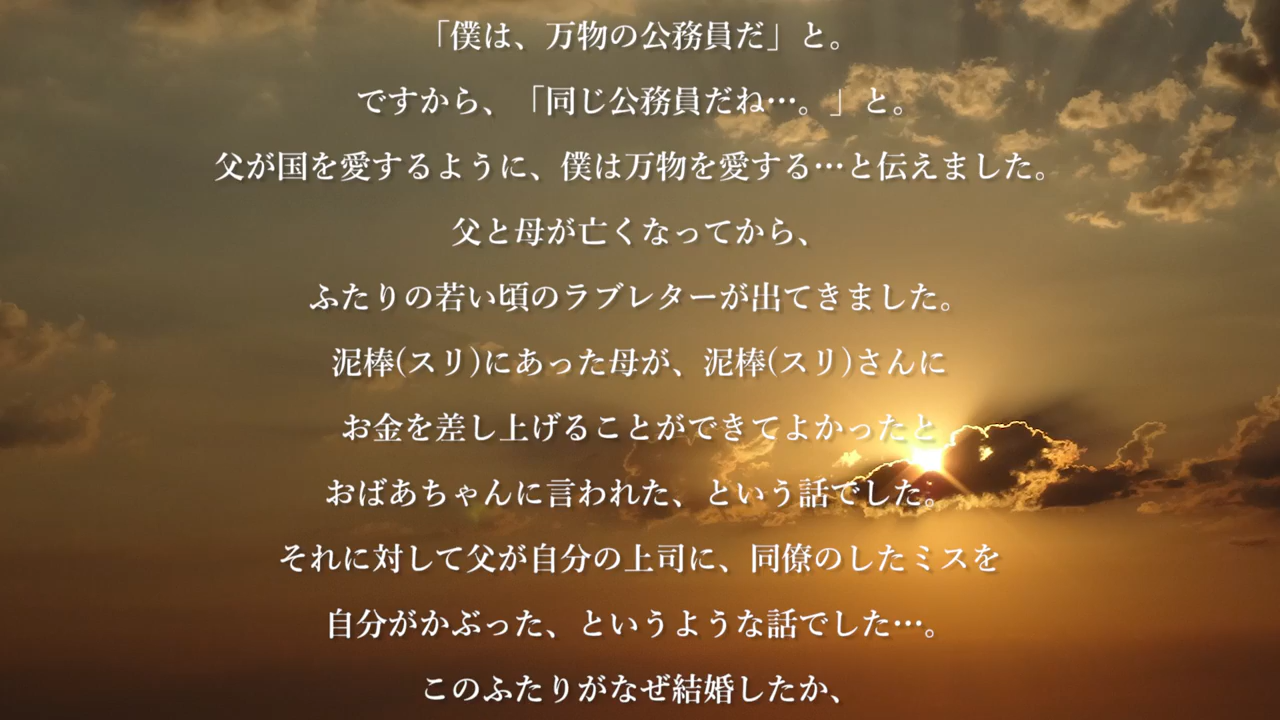 「僕は、万物の公務員だ」と。
ですから、「同じ公務員だね…。」と。
父が国を愛するように、僕は万物を愛する…と伝えました。
父と母が亡くなってから、
ふたりの若い頃のラブレターが出てきました。
泥棒(スリ)にあった母が、泥棒(スリ)さんに
お金を差し上げることができてよかったと
おばあちゃんに言われた、という話でした。
それに対して父が自分の上司に、同僚のしたミスを
自分がかぶった、というような話でした…。
このふたりがなぜ結婚したか、